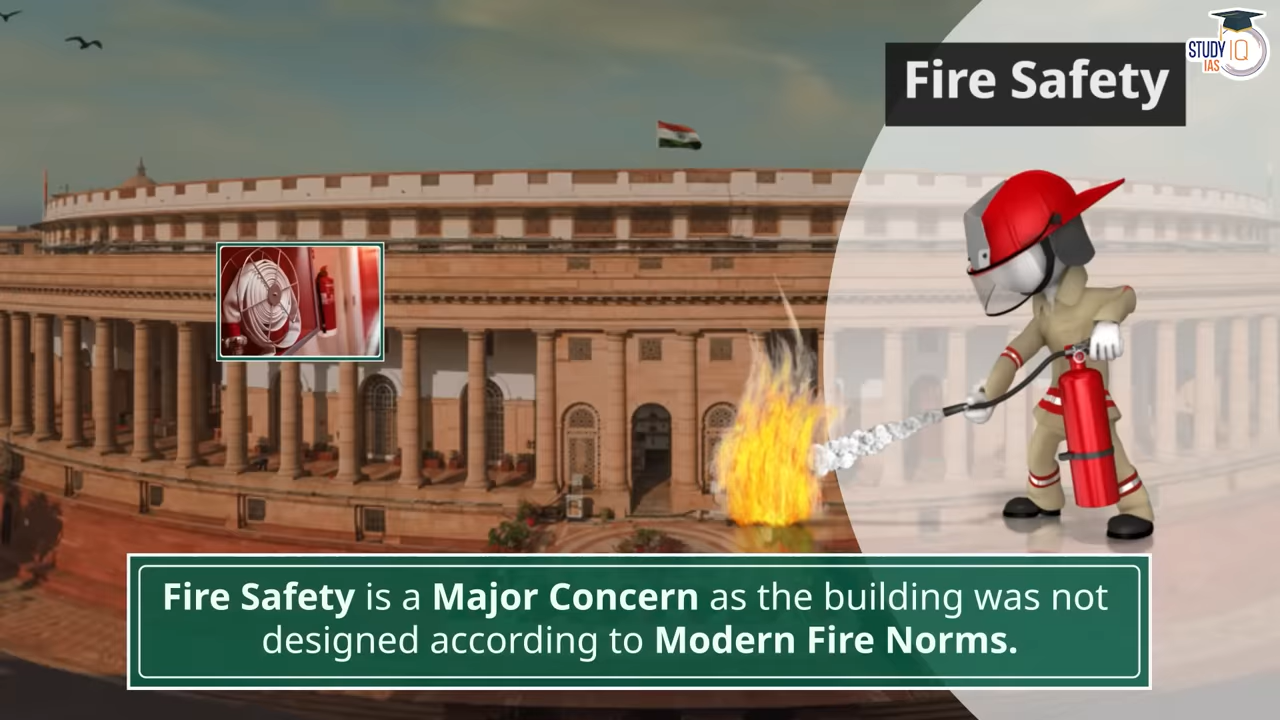 Fire Safety
STUDY IQ
IAS
Fire Safety is a Major Concern as the building was not
designed according to Modern Fire Norms.